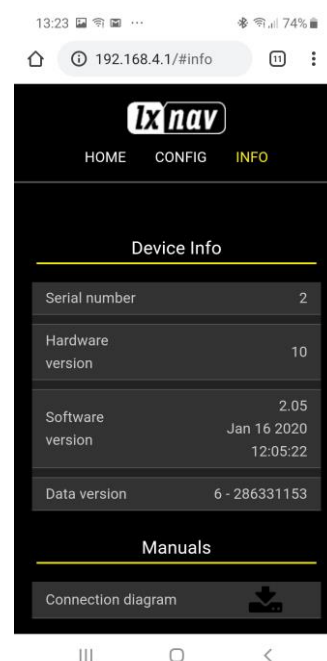 13:23 74%
192.168.4.1/#info 11
lx nav
HOME CONFIG INFO
Device Info
Serial number 2
Hardware
version
10
Software
version
2.05
Jan 16 2020
12:05:22
Data version 6 - 286331153
Manuals
Connection diagram